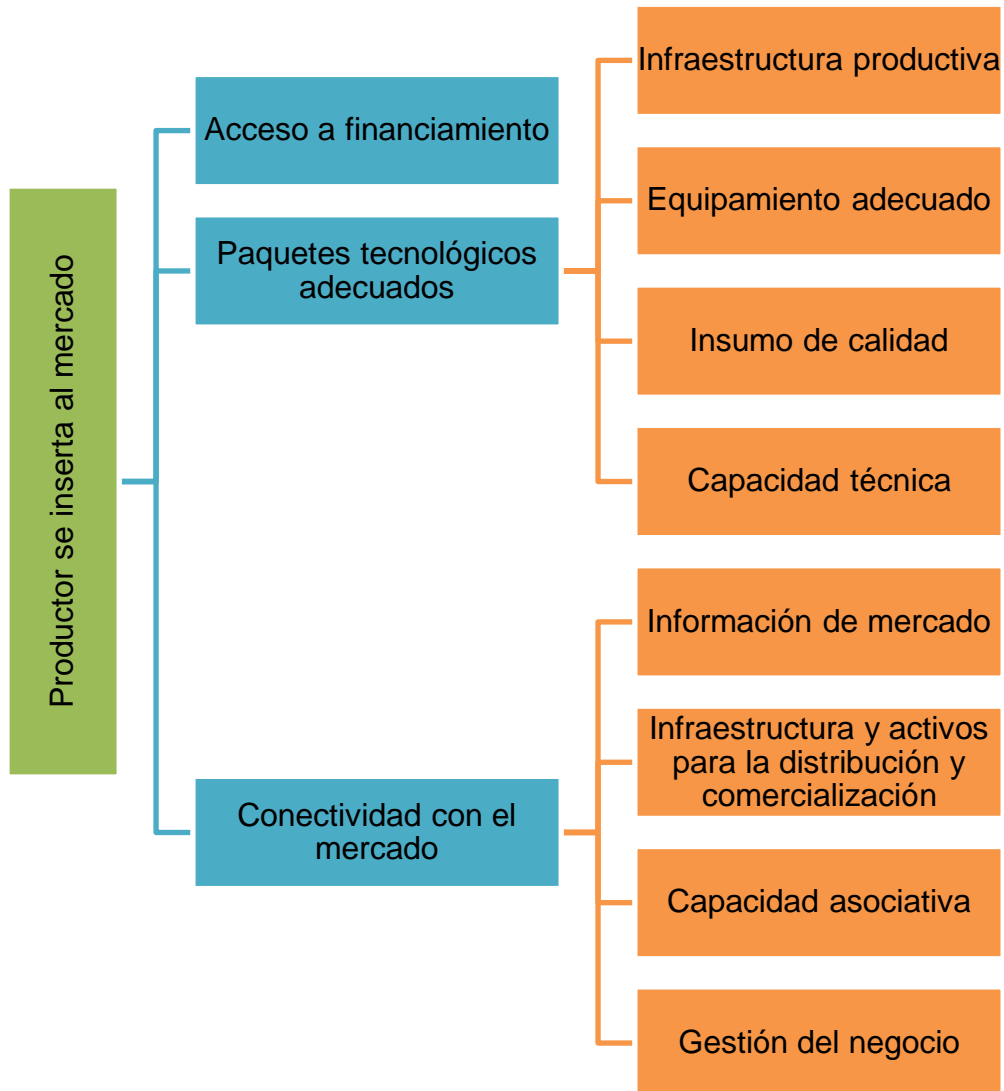 Productor se inserta al mercado
Acceso a financiamiento
Paquetes tecnológicos
adecuados
Infraestructura productiva
Equipamiento adecuado
Insumo de calidad
Capacidad técnica
Conectividad con el
mercado
Información de mercado
Infraestructura y activos
para la distribución y
comercialización
Capacidad asociativa
Gestión del negocio